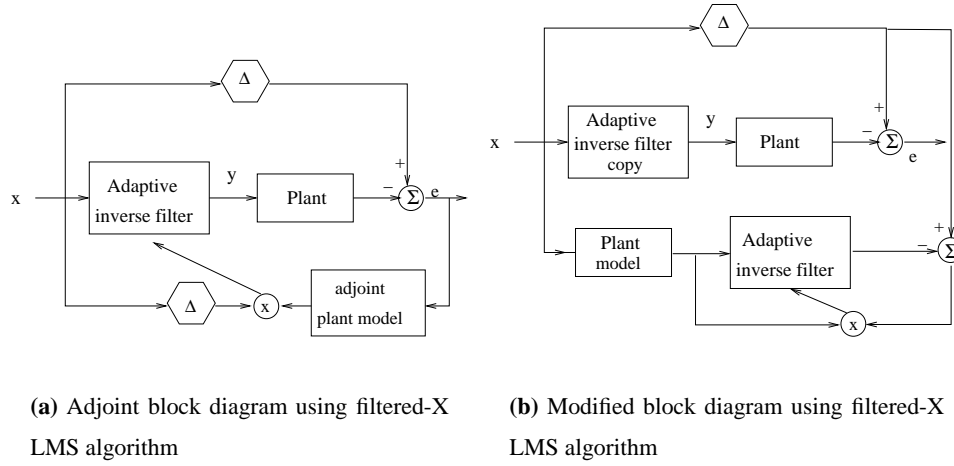 Δ
x
Adaptive
inverse filter
y
Plant
+
−
Σ
e
Δ
x
adjoint
plant model
(a) Adjoint block diagram using filtered-X
LMS algorithm
Δ
x
Adaptive
inverse filter
copy
y
Plant
+
−
Σ
e
Plant
model
Adaptive
inverse filter
+
−
Σ
x
(b) Modified block diagram using filtered-X
LMS algorithm